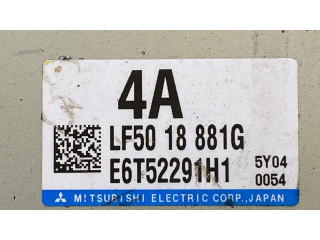 4A
LF50 18 881G
E6T52291H1 5Y04
0054
MITSUBISHI ELECTRIC CORP., JAPAN